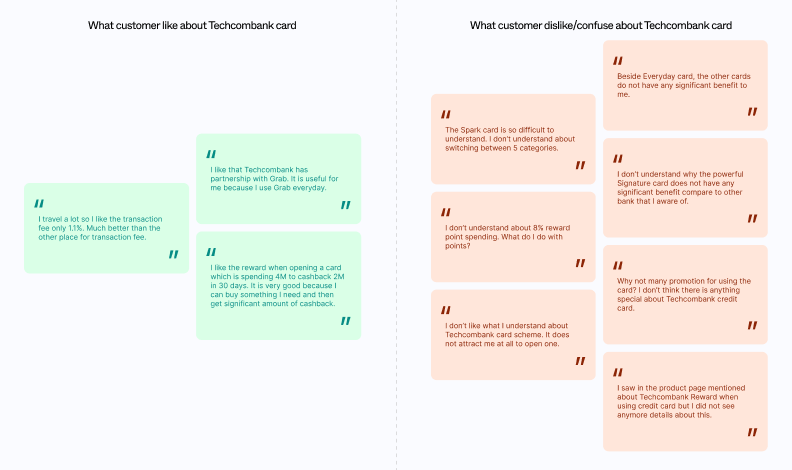 What customer like about Techcombank card
"
I travel a lot so I like the transaction
fee only 1.1%. Much better than the
other place for transaction fee.
"
"
I like that Techcombank has
partnership with Grab. It is useful for
me because I use Grab everyday.
"
"
I like the reward when opening a card
which is spending 4M to cashback 2M
in 30 days. It is very good because I
can buy something I need and then
get significant amount of cashback.
"
What customer dislike/confuse about Techcombank card
"
The Spark card is so difficult to
understand. I don't understand about
switching between 5 categories.
"
"
I don't understand about 8% reward
point spending. What do I do with
points?
"
"
I don't like what I understand about
Techcombank card scheme. It does
not attract me at all to open one.
"
"
Beside Everyday card, the other cards
do not have any significant benefit to
me.
"
"
I don't understand why the powerful
Signature card does not have any
significant benefit compare to other
bank that I aware of.
"
"
Why not many promotion for using the
card? I don't think there is anything
special about Techcombank credit
card.
"
"
I saw in the product page mentioned
about Techcombank Reward when
using credit card but I did not see
anymore details about this.
"